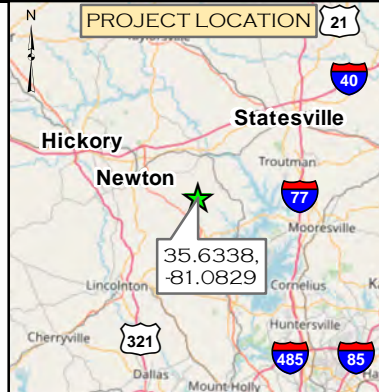 N
PROJECT LOCATION
21
Taylorsville
40
Statesville
Hickory
Troutman
Newton
77
Mooresville
35.6338,
-81.0829
Lincolnton
Cornelius
Huntersville
Cherryville
321
485
85
Dallas
Mount Holly